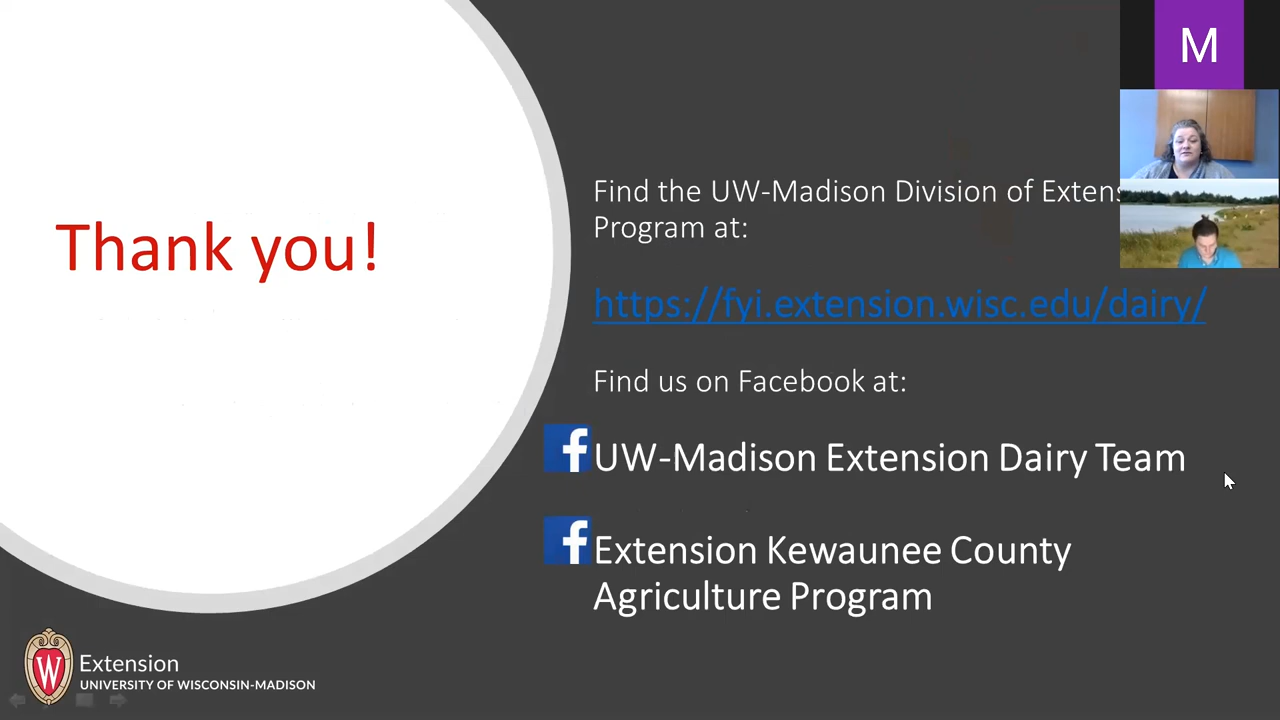 M
Find the UW-Madison Division of Extens
Program at:
Thank you!
https://fyi.extension.wisc.edu/dairy/
Find us on Facebook at:
f UW-Madison Extension Dairy Team
f Extension Kewaunee County
Agriculture Program
W Extension
UNIVERSITY OF WISCONSIN-MADISON